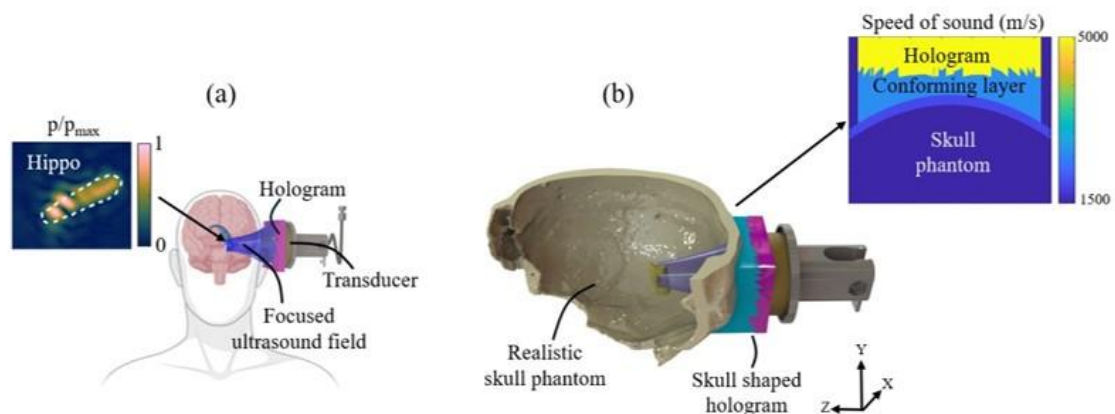 (a)
p/pmax
1
Hippo
0
Hologram
Transducer
Focused
ultrasound field
(b)
Speed of sound (m/s)
5000
Hologram
Conforming layer
Skull
phantom
1500
Realistic
skull phantom
Skull shaped
hologram
Y
X
Z